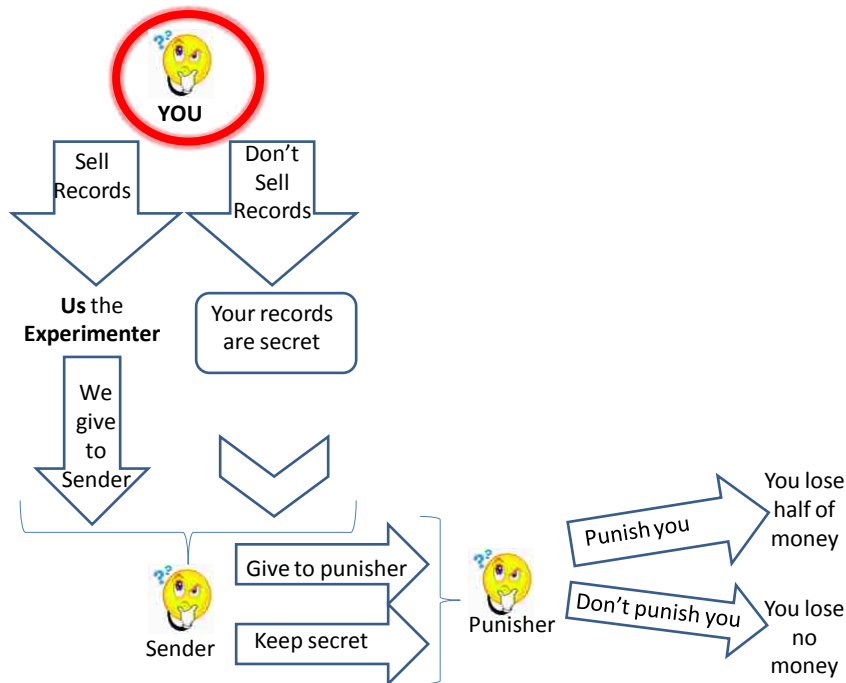 ??
YOU
Sell
Records
Don't
Sell
Records
Us the
Experimenter
Your records
are secret
We
give
to
Sender
??
Sender
Give to punisher
Keep secret
??
Punisher
Punish you
Don't punish you
You lose
half of
money
You lose
no
money